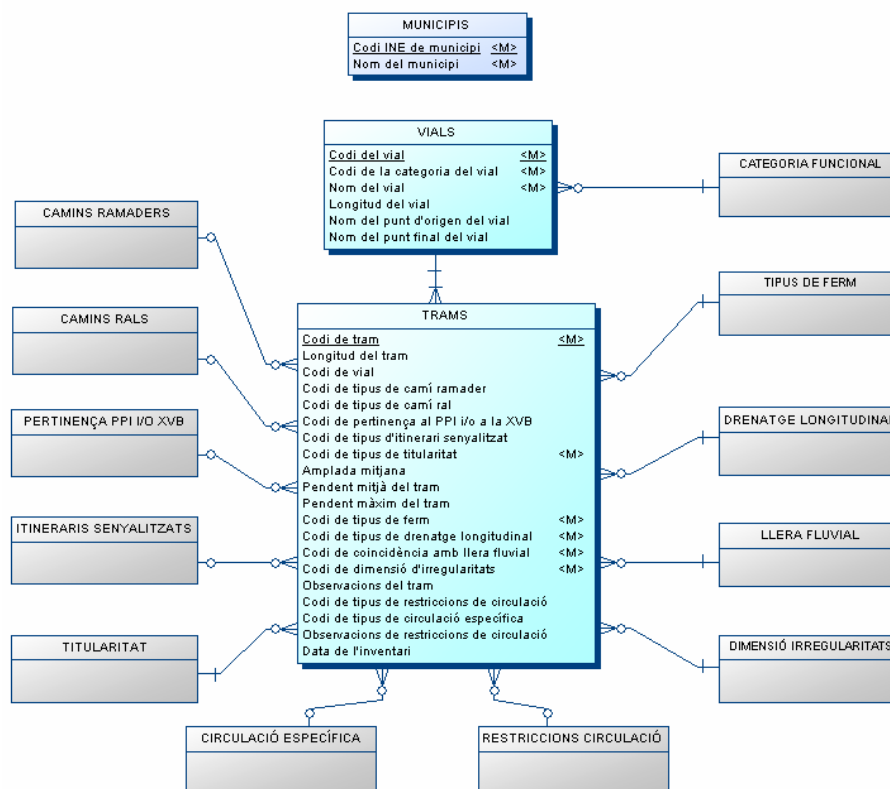 MUNICIPIS
Codi INE de municipi <M>
Nom del municipi <M>
VIALS
Codi del vial <M>
Codi de la categoria del vial <M>
Nom del vial <M>
Longitud del vial
Nom del punt d'origen del vial
Nom del punt final del vial
CATEGORIA FUNCIONAL
CAMINS RAMADERS
TIPUS DE FERM
CAMINS RALS
TRAMS
Codi de tram <M>
Longitud del tram
Codi de vial
Codi de tipus de camí ramader
Codi de tipus de camí ral
Codi de pertinença al PPI i/o a la XVB
Codi de tipus d'itinerari senyalitzat
Codi de tipus de titularitat <M>
Amplada mitjana
Pendent mitjà del tram
Pendent màxim del tram
Codi de tipus de ferm <M>
Codi de tipus de drenatge longitudinal <M>
Codi de coincidència amb llera fluvial <M>
Codi de dimensió d'irregularitats <M>
Observacions del tram
Codi de tipus de restriccions de circulació
Codi de tipus de circulació específica
Observacions de restriccions de circulació
Data de l'inventari
PERTINENÇA PPI I/O XVB
DRENATGE LONGITUDINAL
ITINERARIS SENYALITZATS
LLERA FLUVIAL
TITULARITAT
DIMENSIÓ IRREGULARITATS
CIRCULACIÓ ESPECÍFICA
RESTRICCIONS CIRCULACIÓ